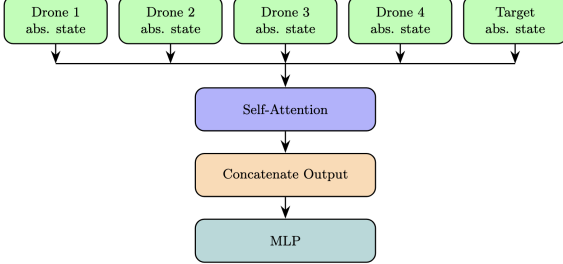 Drone 1
abs. state
Drone 2
abs. state
Drone 3
abs. state
Drone 4
abs. state
Target
abs. state
Self-Attention
Concatenate Output
MLP